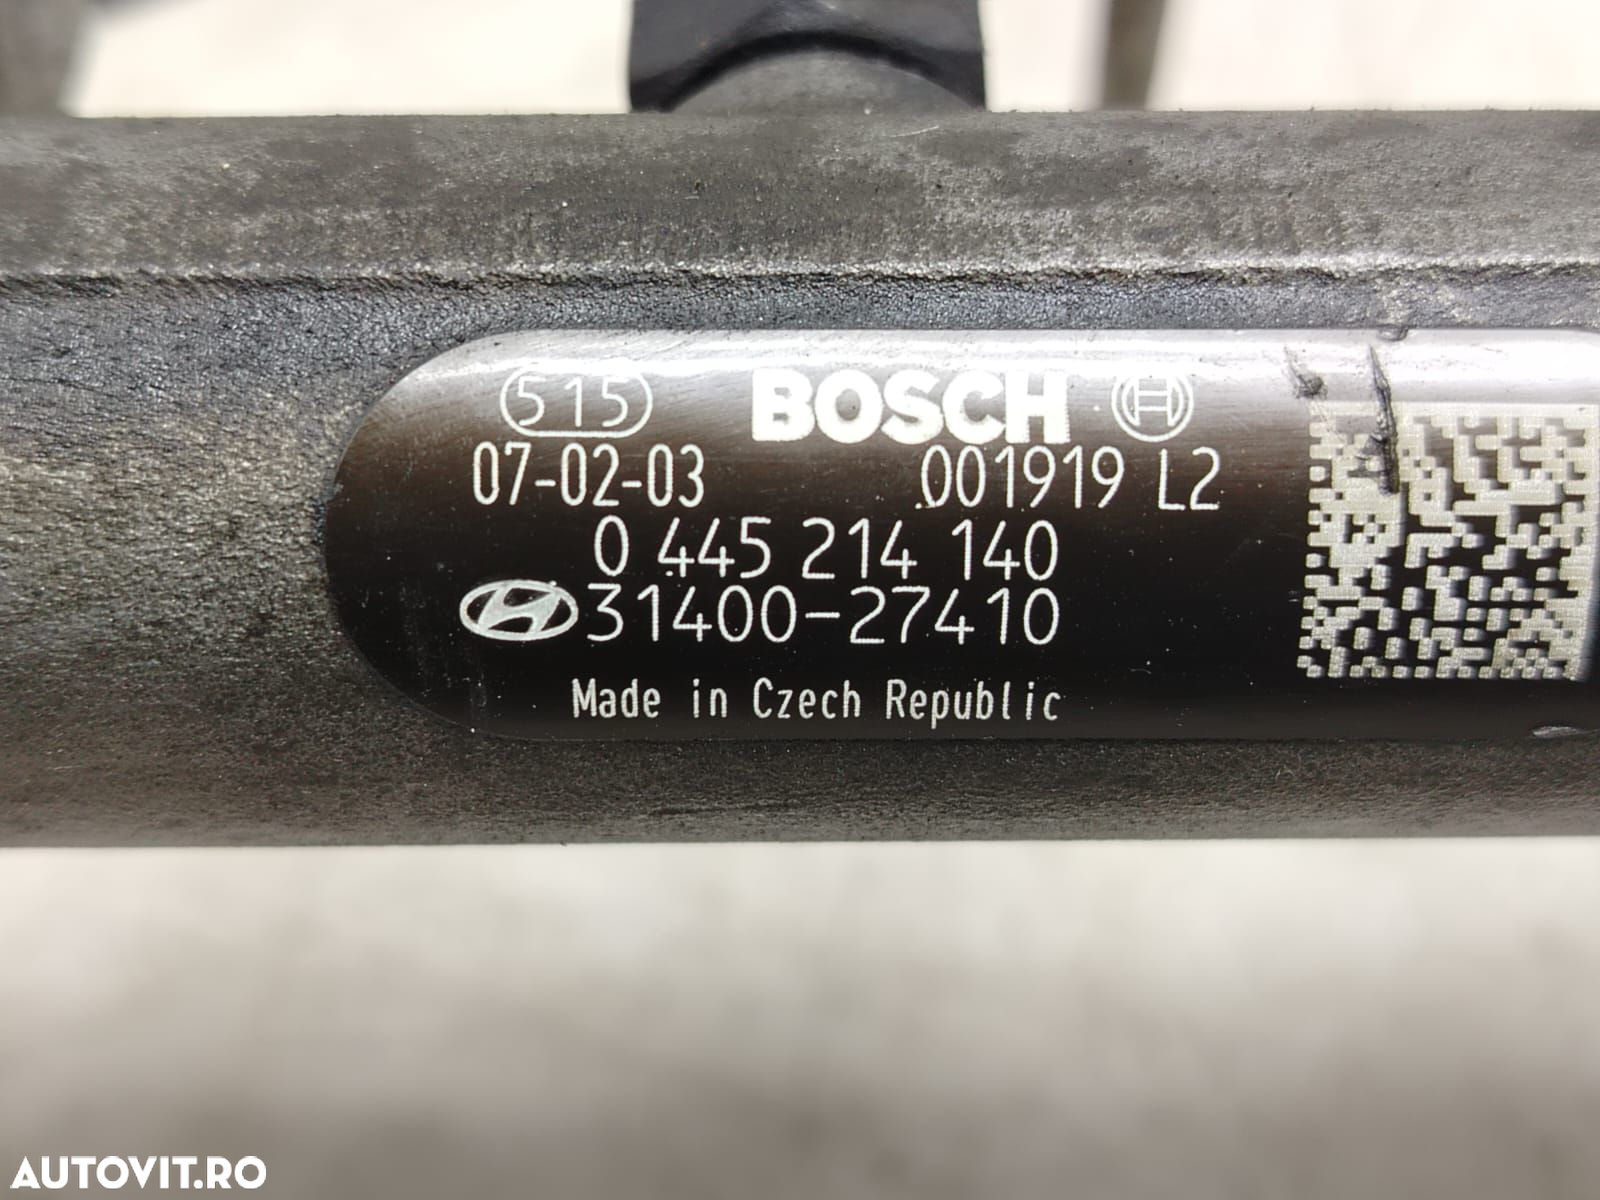 515 BOSCH
07-02-03 001919 L2
0 445 214 140
31400-27410
Made in Czech Republic
AUTOVIT.RO